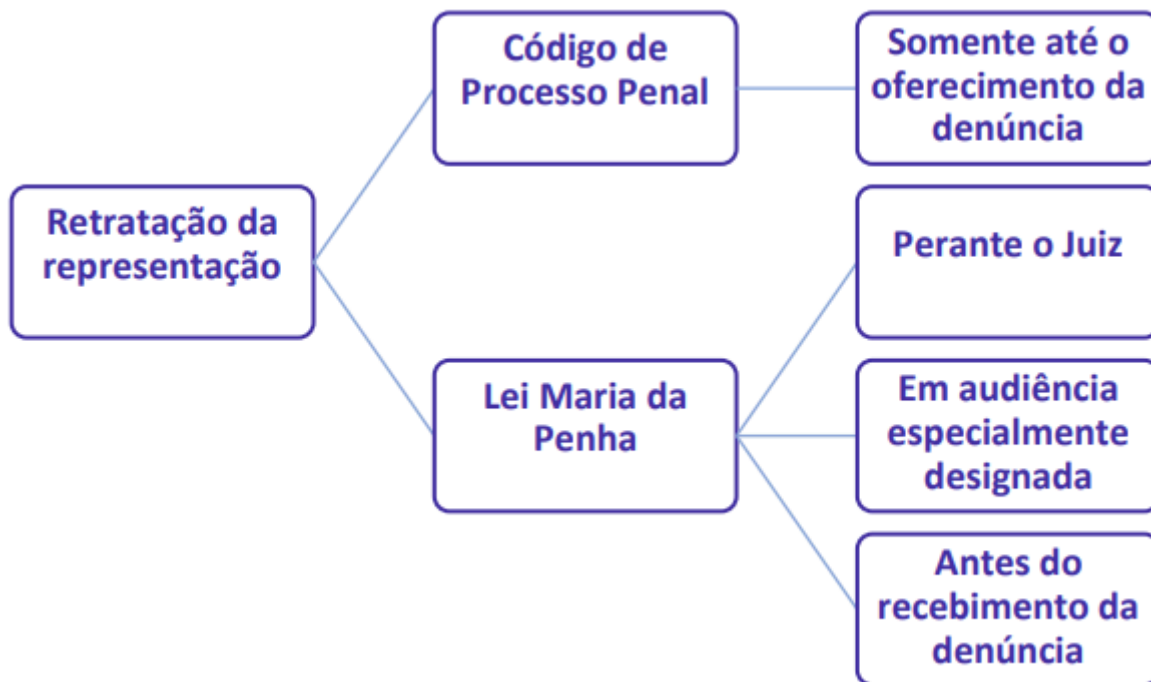 Retratação da
representação
Código de
Processo Penal
Somente até o
oferecimento da
denúncia
Lei Maria da
Penha
Perante o Juiz
Em audiência
especialmente
designada
Antes do
recebimento da
denúncia